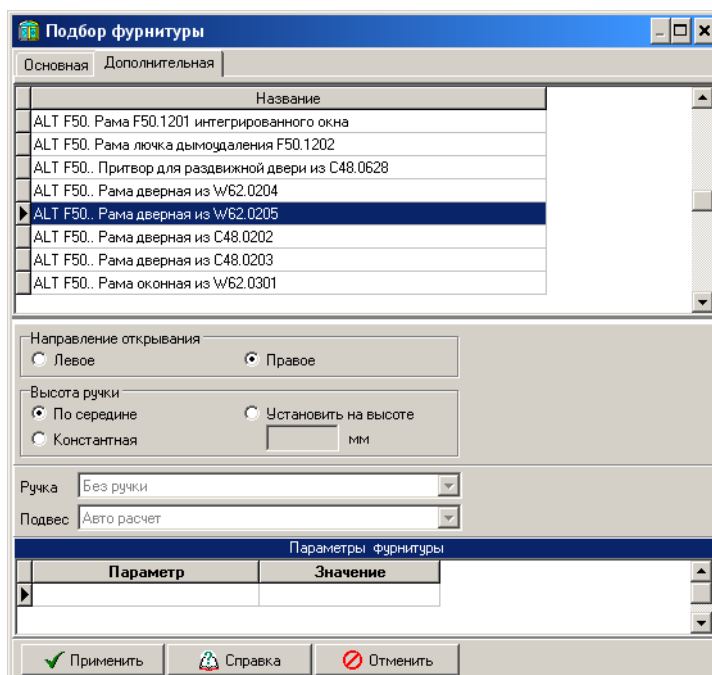 Подбор фурнитуры
Основная Дополнительная
Название
ALT F50. Рама F50.1201 интегрированного окна
ALT F50. Рама лючка дымоудаления F50.1202
ALT F50.. Притвор для раздвижной двери из C48.0628
ALT F50.. Рама дверная из W62.0204
ALT F50.. Рама дверная из W62.0205
ALT F50.. Рама дверная из C48.0202
ALT F50.. Рама дверная из C48.0203
ALT F50.. Рама оконная из W62.0301
Направление открывания
Левое Правое
Высота ручки
По середине Установить на высоте
Константная мм
Ручка Без ручки
Подвес Авто расчет
Параметры фурнитуры
Параметр Значение
Применить Справка Отменить